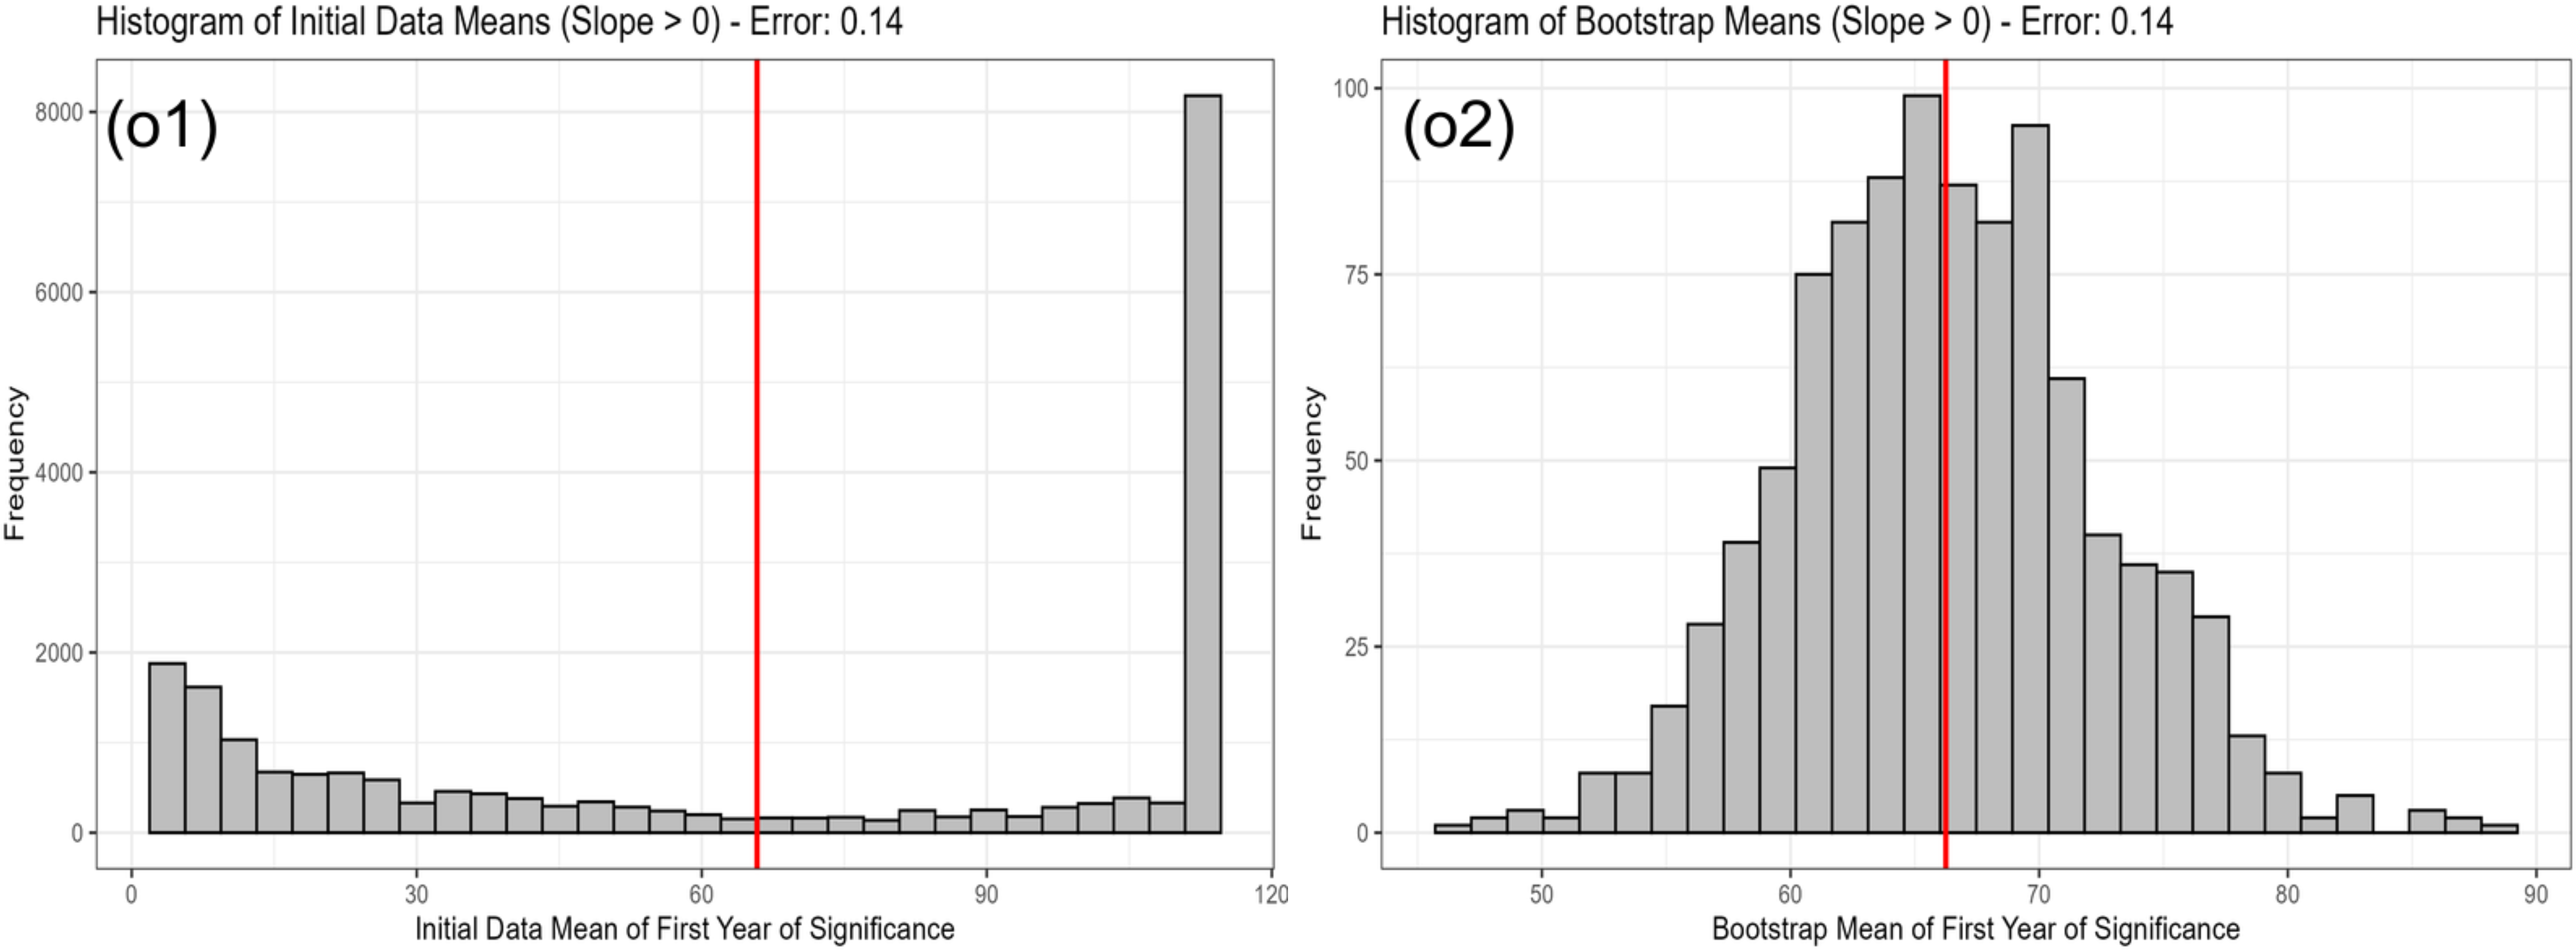 Histogram of Initial Data Means (Slope > 0) - Error: 0.14
(o1)
8000
6000
4000
2000
0
Frequency
0 30 60 90 120
Initial Data Mean of First Year of Significance
Histogram of Bootstrap Means (Slope > 0) - Error: 0.14
(o2)
100
75
50
25
0
Frequency
50 60 70 80 90
Bootstrap Mean of First Year of Significance